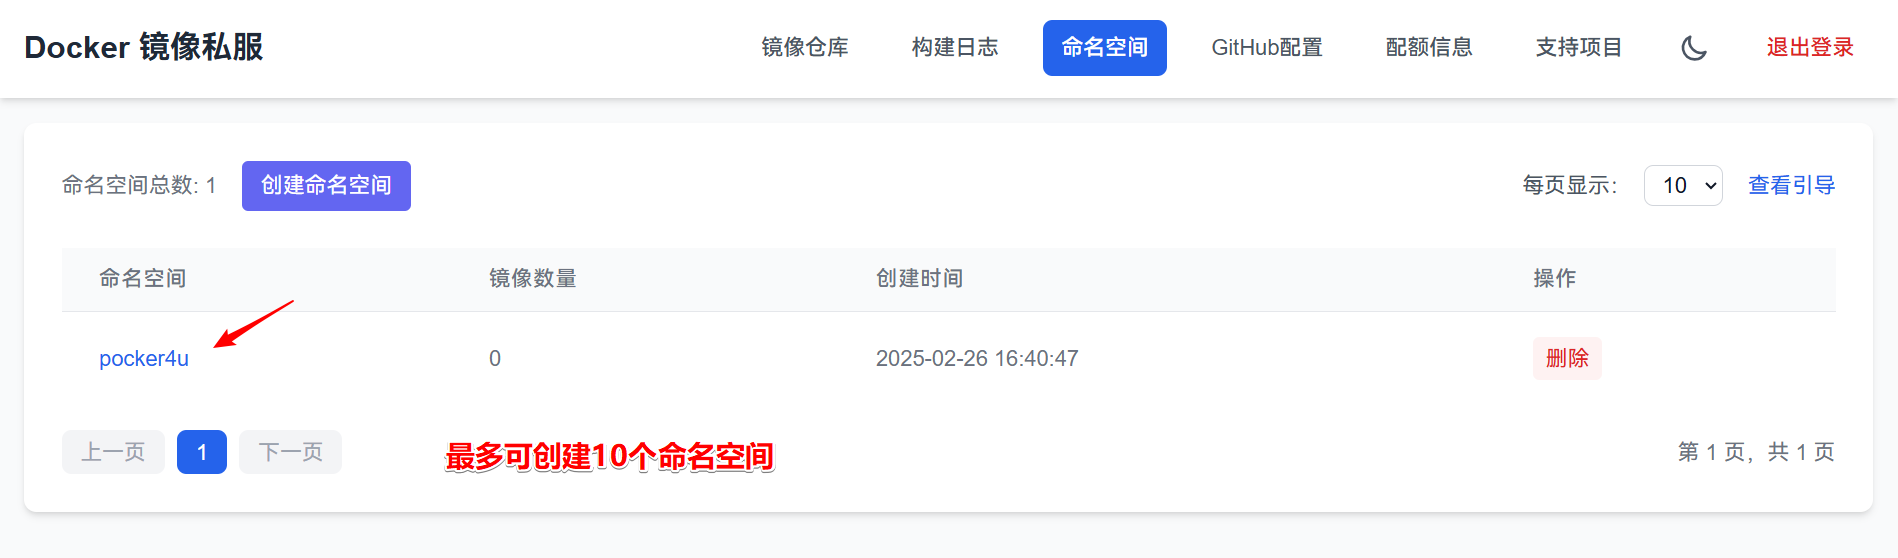 Docker 镜像私服 镜像仓库 构建日志 命名空间 GitHub配置 配额信息 支持项目 退出登录
命名空间总数: 1 创建命名空间 每页显示: 10 查看引导
命名空间 镜像数量 创建时间 操作
pocker4u 0 2025-02-26 16:40:47 删除
上一页 1 下一页 最多可创建10个命名空间 第 1 页，共 1 页